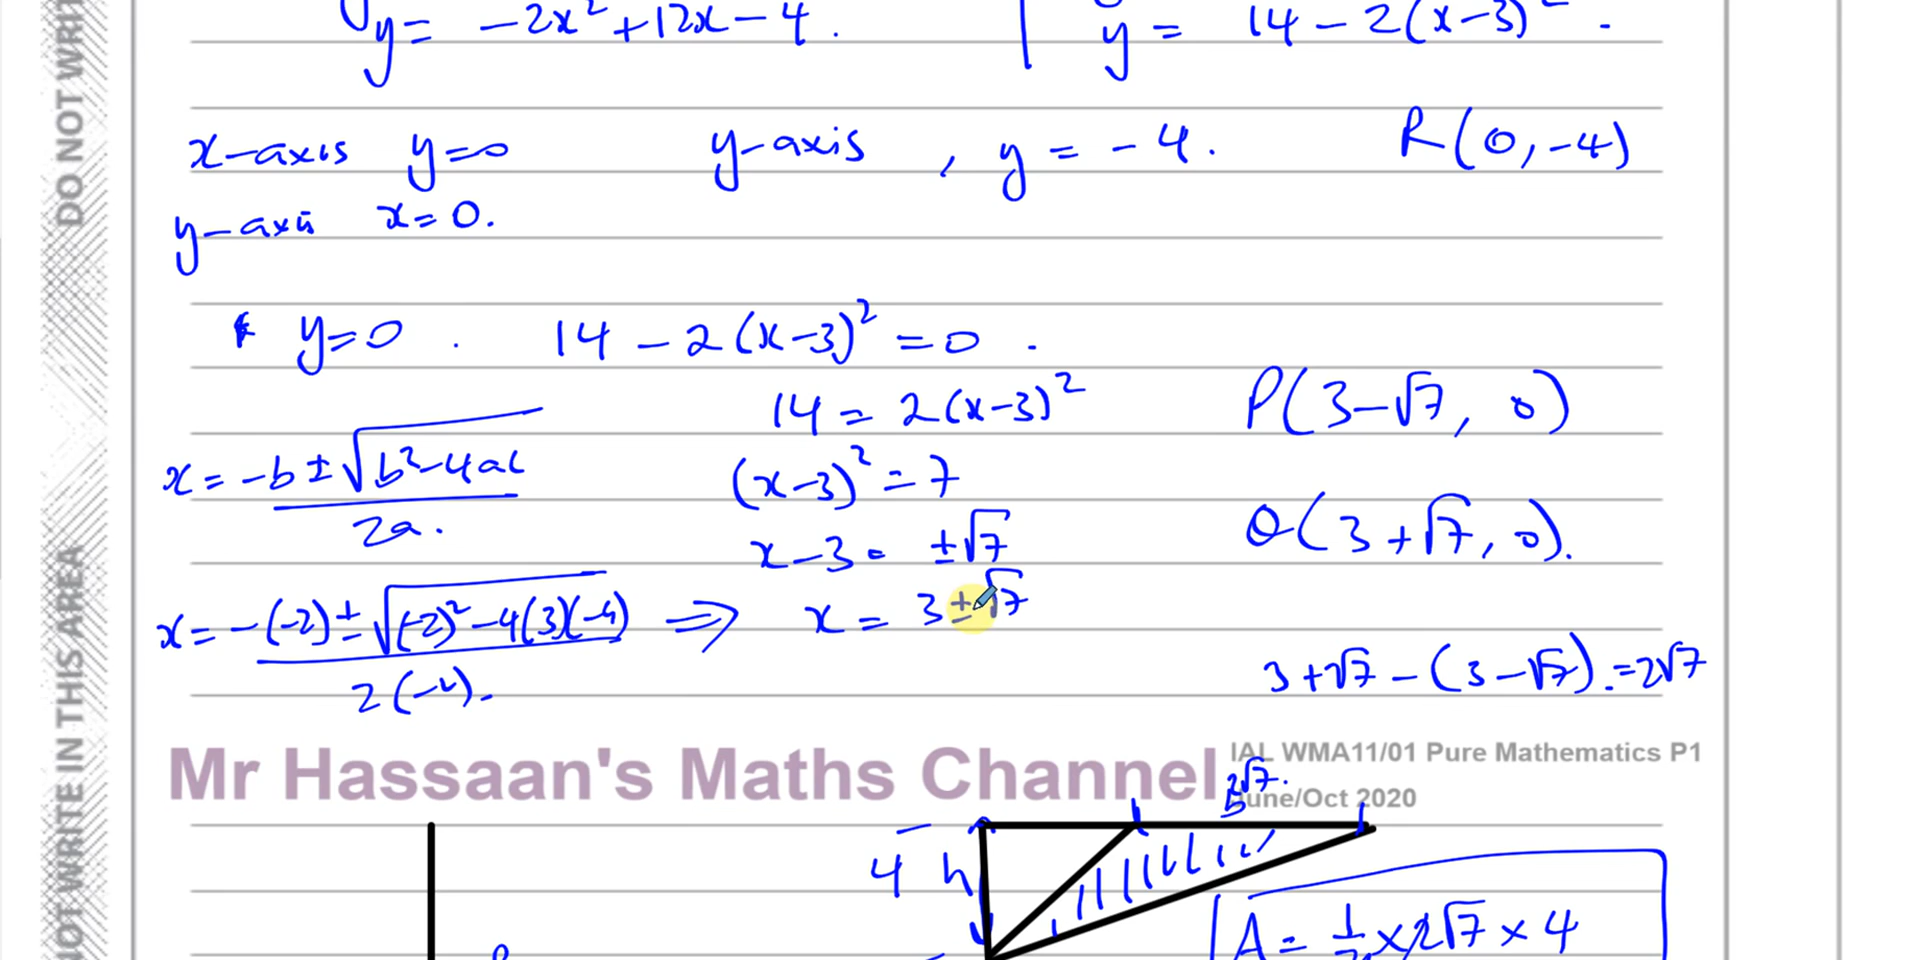 y = -2x² + 12x - 4.
y = 14 - 2(x-3)² .
x-axis y=0 y-axis , y = -4. R(0,-4)
y-axis x=0.
* y=0 . 14 - 2(x-3)² = 0 .
14 = 2(x-3)²
P(3-√7, 0)
x = -b ± √b²-4ac / 2a.
(x-3)² = 7
Q(3+√7, 0).
x-3 = ±√7
x = -(-2) ± √(-2)²-4(3)(-4) / 2(-2).
⇒ x = 3±√7
3+√7 - (3-√7). = 2√7
Mr Hassaan's Maths Channel
IAL WMA11/01 Pure Mathematics P1
June/Oct 2020
2√7.
4 h
A = ½ × 2√7 × 4
DO NOT WRI
NOT WRITE IN THIS AREA